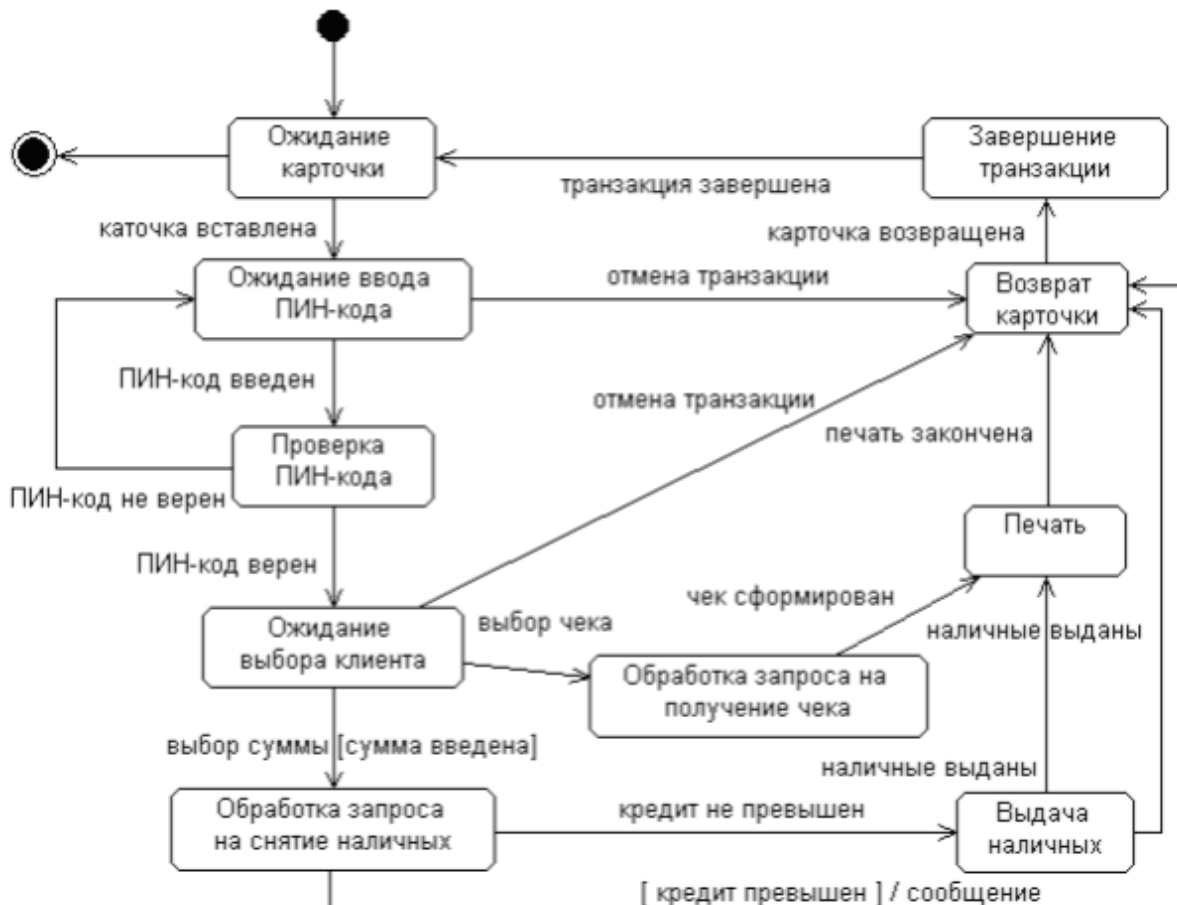 Ожидание
карточки
Завершение
транзакции
транзакция завершена
каточка вставлена
карточка возвращена
Ожидание ввода
ПИН-кода
отмена транзакции
Возврат
карточки
ПИН-код введен
отмена транзакции
печать закончена
Проверка
ПИН-кода
ПИН-код не верен
Печать
ПИН-код верен
чек сформирован
Ожидание
выбора клиента
выбор чека
наличные выданы
Обработка запроса на
получение чека
выбор суммы [сумма введена]
наличные выданы
Обработка запроса
на снятие наличных
кредит не превышен
Выдача
наличных
[ кредит превышен ] / сообщение